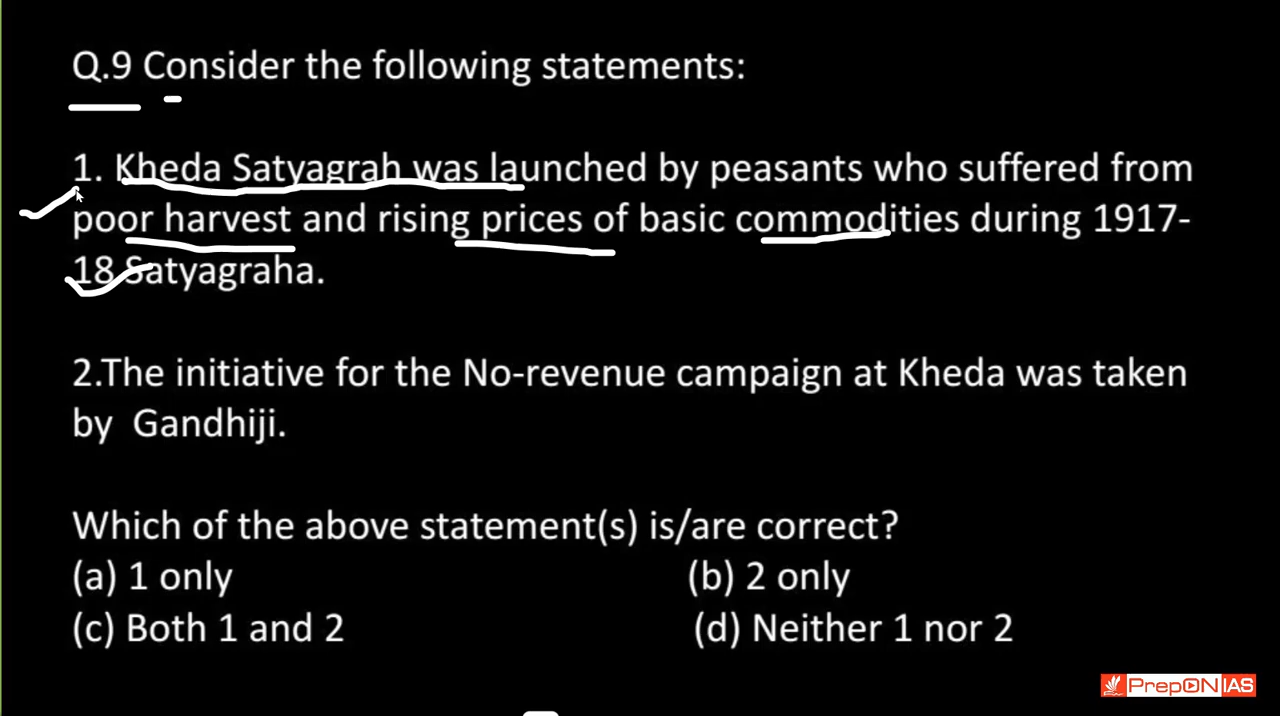 Q.9 Consider the following statements:
1. Kheda Satyagrah was launched by peasants who suffered from
poor harvest and rising prices of basic commodities during 1917-
18 Satyagraha.
2.The initiative for the No-revenue campaign at Kheda was taken
by Gandhiji.
Which of the above statement(s) is/are correct?
(a) 1 only (b) 2 only
(c) Both 1 and 2 (d) Neither 1 nor 2
PrepON IAS